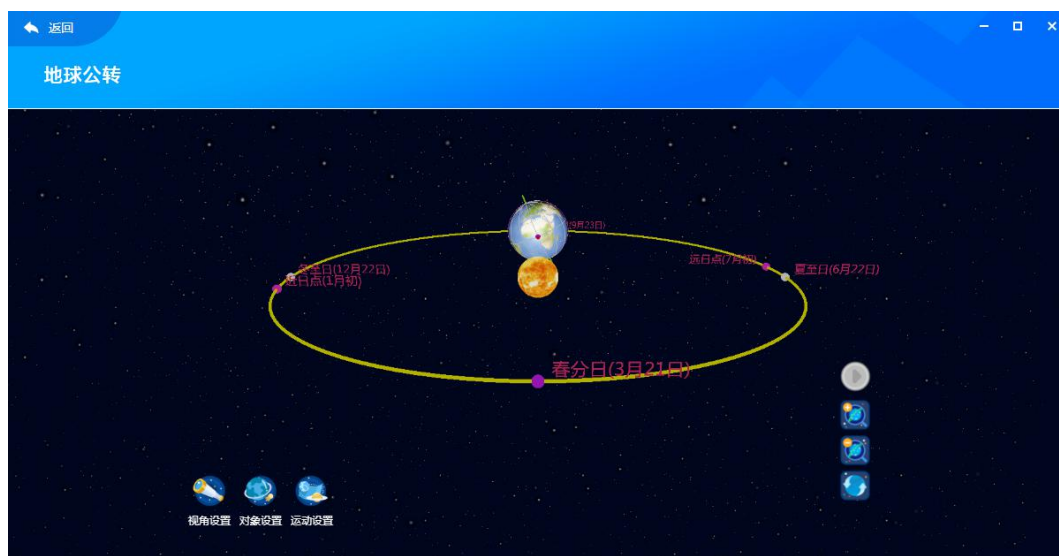 返回
地球公转
(9月23日)
远日点(7月初)
冬至日(12月22日)
夏至日(6月22日)
近日点(1月初)
春分日(3月21日)
视角设置 对象设置 运动设置